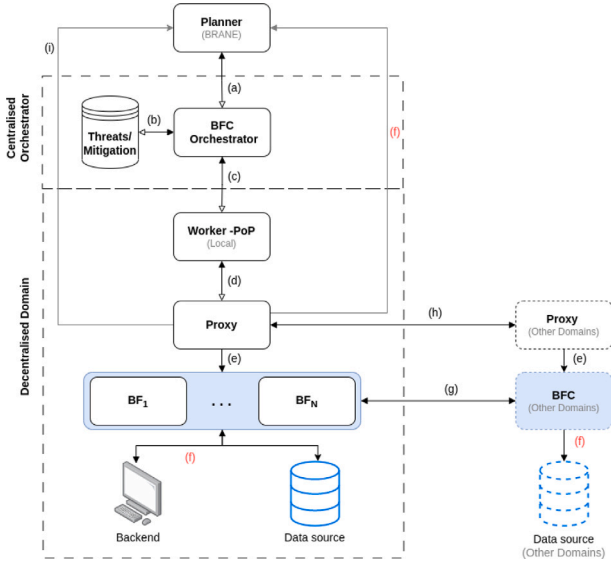 Planner
(BRANE)
(i)
(a)
Centralised
Orchestrator
Threats/
Mitigation
(b)
BFC
Orchestrator
(f)
(c)
Decentralised Domain
Worker -PoP
(Local)
(d)
Proxy
(h)
Proxy
(Other Domains)
(e)
(e)
BF1
. . .
BFN
(g)
BFC
(Other Domains)
(f)
(f)
Backend
Data source
Data source
(Other Domains)